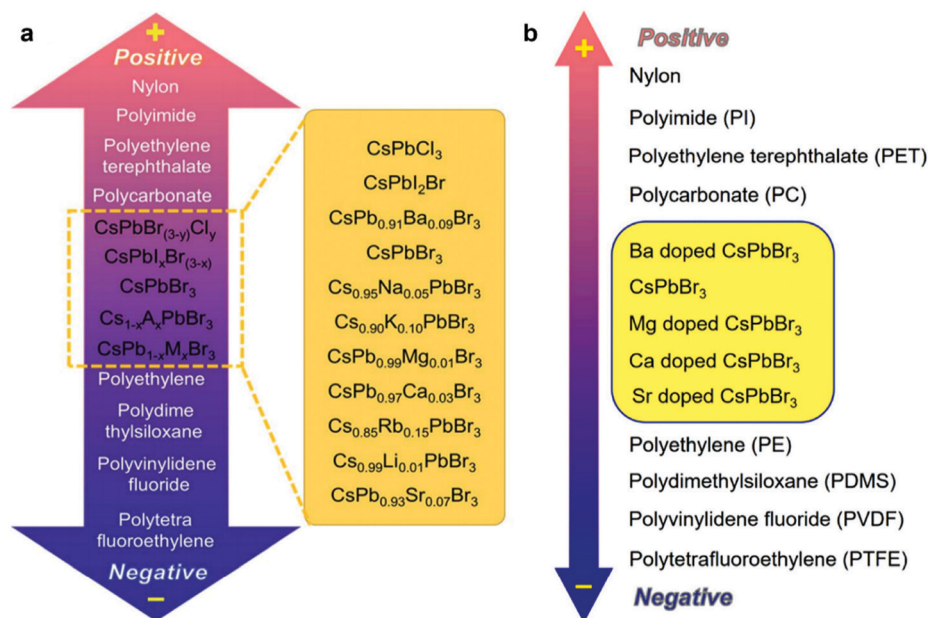 a
+
Positive
Nylon
Polyimide
Polyethylene
terephthalate
Polycarbonate
CsPbBr(3-y)Cly
CsPbIxBr(3-x)
CsPbBr3
Cs1-xAxPbBr3
CsPb1-xMxBr3
Polyethylene
Polydime
thylsiloxane
Polyvinylidene
fluoride
Polytetra
fluoroethylene
Negative
−
CsPbCl3
CsPbI2Br
CsPb0.91Ba0.09Br3
CsPbBr3
Cs0.95Na0.05PbBr3
Cs0.90K0.10PbBr3
CsPb0.99Mg0.01Br3
CsPb0.97Ca0.03Br3
Cs0.85Rb0.15PbBr3
Cs0.99Li0.01PbBr3
CsPb0.93Sr0.07Br3
b
+
Positive
Nylon
Polyimide (PI)
Polyethylene terephthalate (PET)
Polycarbonate (PC)
Ba doped CsPbBr3
CsPbBr3
Mg doped CsPbBr3
Ca doped CsPbBr3
Sr doped CsPbBr3
Polyethylene (PE)
Polydimethylsiloxane (PDMS)
Polyvinylidene fluoride (PVDF)
Polytetrafluoroethylene (PTFE)
−
Negative